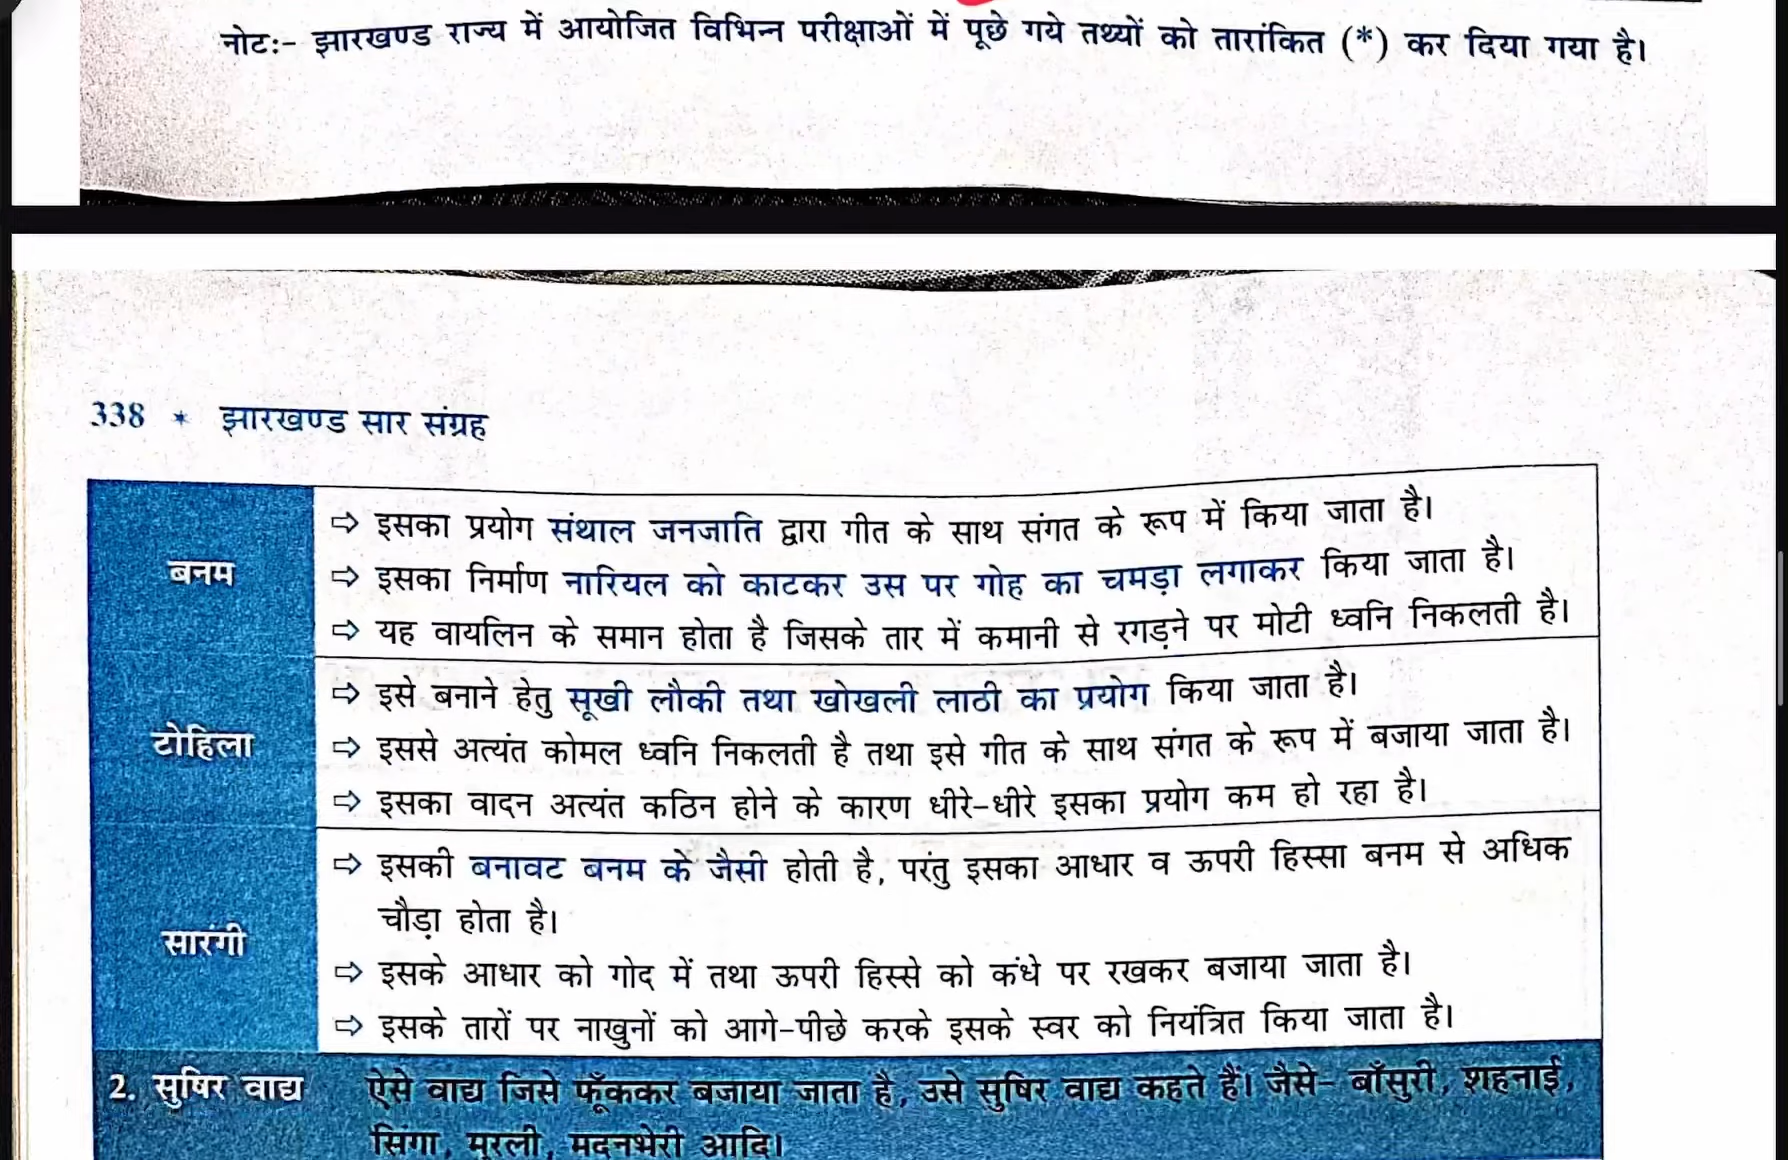 नोटः- झारखण्ड राज्य में आयोजित विभिन्न परीक्षाओं में पूछे गये तथ्यों को तारांकित (*) कर दिया गया है।
338 * झारखण्ड सार संग्रह
बनम
⇨ इसका प्रयोग संथाल जनजाति द्वारा गीत के साथ संगत के रूप में किया जाता है।
⇨ इसका निर्माण नारियल को काटकर उस पर गोह का चमड़ा लगाकर किया जाता है।
⇨ यह वायलिन के समान होता है जिसके तार में कमानी से रगड़ने पर मोटी ध्वनि निकलती है।
टोहिला
⇨ इसे बनाने हेतु सूखी लौकी तथा खोखली लाठी का प्रयोग किया जाता है।
⇨ इससे अत्यंत कोमल ध्वनि निकलती है तथा इसे गीत के साथ संगत के रूप में बजाया जाता है।
⇨ इसका वादन अत्यंत कठिन होने के कारण धीरे-धीरे इसका प्रयोग कम हो रहा है।
सारंगी
⇨ इसकी बनावट बनम के जैसी होती है, परंतु इसका आधार व ऊपरी हिस्सा बनम से अधिक
चौड़ा होता है।
⇨ इसके आधार को गोद में तथा ऊपरी हिस्से को कंधे पर रखकर बजाया जाता है।
⇨ इसके तारों पर नाखुनों को आगे-पीछे करके इसके स्वर को नियंत्रित किया जाता है।
2. सुषिर वाद्य ऐसे वाद्य जिसे फूँककर बजाया जाता है, उसे सुषिर वाद्य कहते हैं। जैसे- बाँसुरी, शहनाई,
सिंगा, मुरली, मदनभेरी आदि।